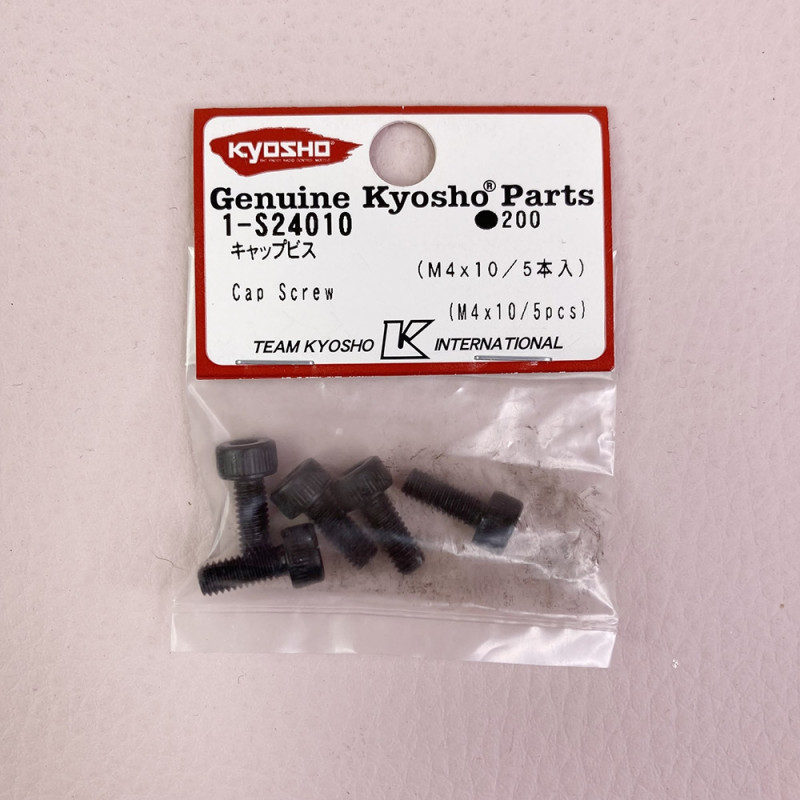 KYOSHO
Genuine Kyosho® Parts
1-S24010 ●200
キャップビス
(M4x10/5本入)
Cap Screw
(M4x10/5pcs)
TEAM KYOSHO K INTERNATIONAL